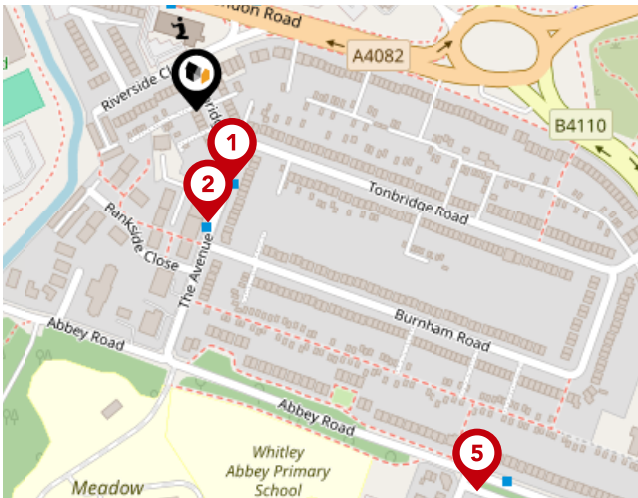 ndon Road
A4082
Riverside Cl
bridg
B4110
1
2
Tonbridge Road
Bankside Close
The Avenue
Burnham Road
Abbey Road
Abbey Road
5
Whitley
Abbey Primary
School
Meadow